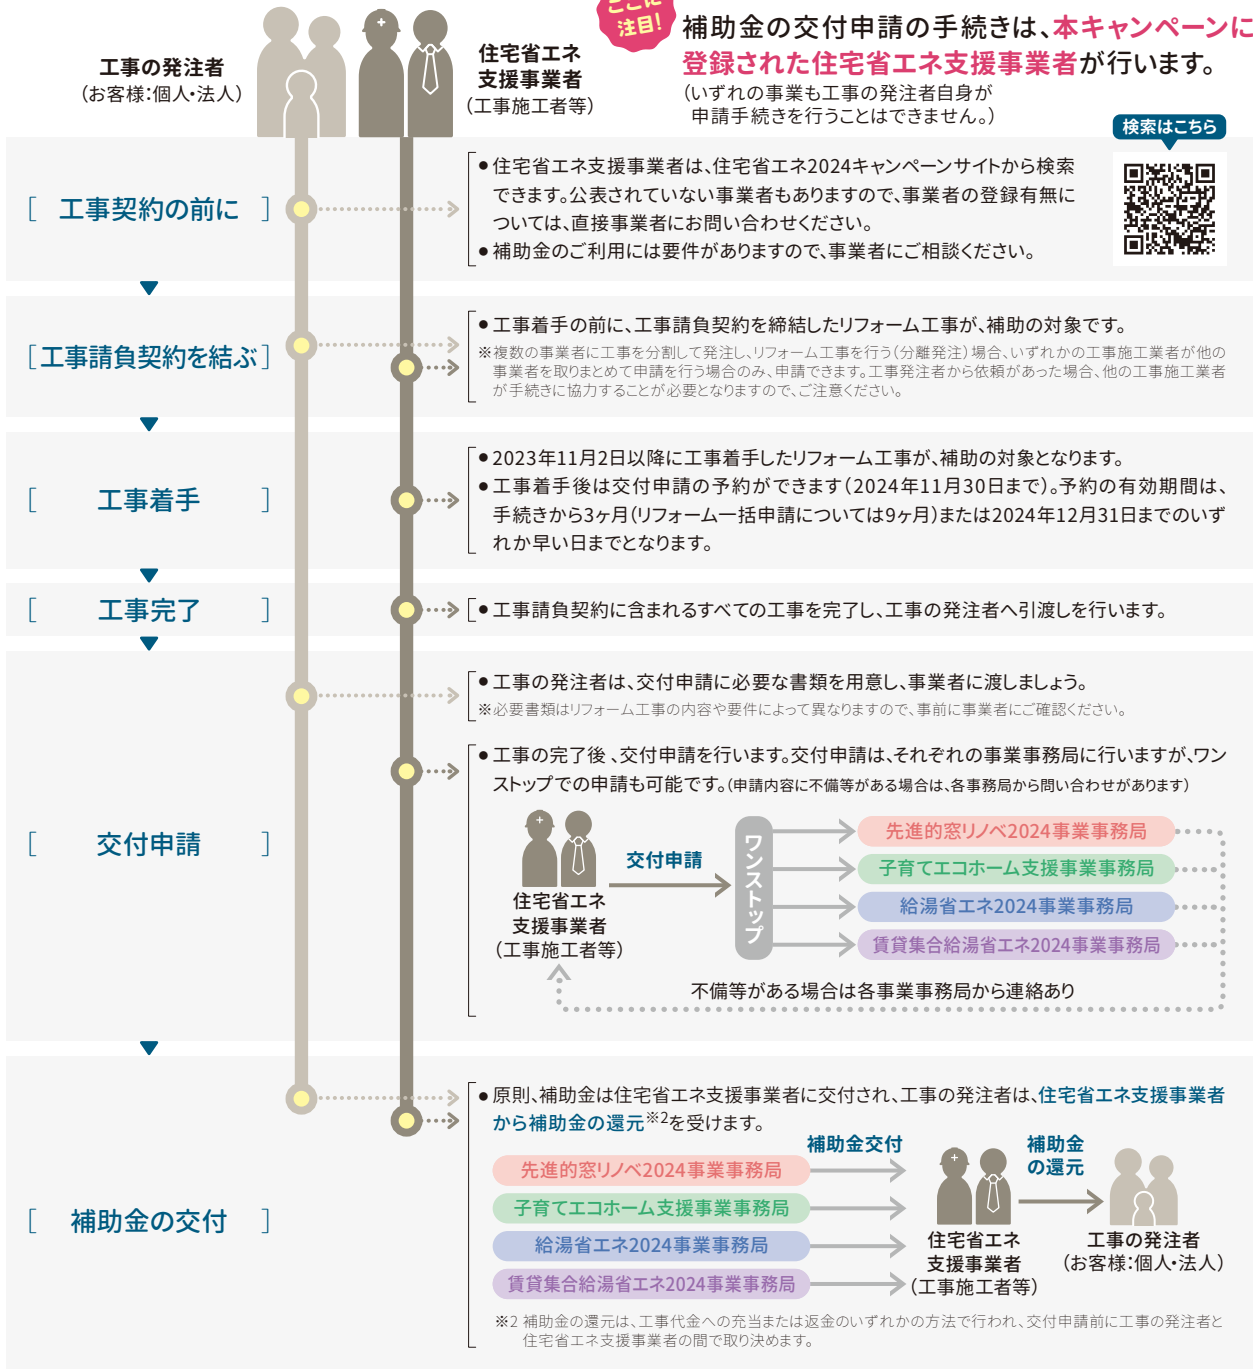 ここに
注目!
補助金の交付申請の手続きは、本キャンペーンに
登録された住宅省エネ支援事業者が行います。
(いずれの事業も工事の発注者自身が
申請手続きを行うことはできません。)
工事の発注者
(お客様:個人・法人)
住宅省エネ
支援事業者
(工事施工者等)
検索はこちら
[ 工事契約の前に ]
●住宅省エネ支援事業者は、住宅省エネ2024キャンペーンサイトから検索
できます。公表されていない事業者もありますので、事業者の登録有無に
ついては、直接事業者にお問い合わせください。
●補助金のご利用には要件がありますので、事業者にご相談ください。
[工事請負契約を結ぶ]
●工事着手の前に、工事請負契約を締結したリフォーム工事が、補助の対象です。
※複数の事業者に工事を分割して発注し、リフォーム工事を行う(分離発注)場合、いずれかの工事施工業者が他の
事業者を取りまとめて申請を行う場合のみ、申請できます。工事発注者から依頼があった場合、他の工事施工業者
が手続きに協力することが必要となりますので、ご注意ください。
[ 工事着手 ]
●2023年11月2日以降に工事着手したリフォーム工事が、補助の対象となります。
●工事着手後は交付申請の予約ができます(2024年11月30日まで)。予約の有効期間は、
手続きから3ヶ月(リフォーム一括申請については9ヶ月)または2024年12月31日までのいず
れか早い日までとなります。
[ 工事完了 ]
●工事請負契約に含まれるすべての工事を完了し、工事の発注者へ引渡しを行います。
[ 交付申請 ]
●工事の発注者は、交付申請に必要な書類を用意し、事業者に渡しましょう。
※必要書類はリフォーム工事の内容や要件によって異なりますので、事前に事業者にご確認ください。
●工事の完了後、交付申請を行います。交付申請は、それぞれの事業事務局に行いますが、ワン
ストップでの申請も可能です。(申請内容に不備等がある場合は、各事務局から問い合わせがあります)
住宅省エネ
支援事業者
(工事施工者等)
交付申請
ワンストップ
先進的窓リノベ2024事業事務局
子育てエコホーム支援事業事務局
給湯省エネ2024事業事務局
賃貸集合給湯省エネ2024事業事務局
不備等がある場合は各事業事務局から連絡あり
[ 補助金の交付 ]
●原則、補助金は住宅省エネ支援事業者に交付され、工事の発注者は、住宅省エネ支援事業者
から補助金の還元※2を受けます。
先進的窓リノベ2024事業事務局
子育てエコホーム支援事業事務局
給湯省エネ2024事業事務局
賃貸集合給湯省エネ2024事業事務局
補助金交付
住宅省エネ
支援事業者
(工事施工者等)
補助金
の還元
工事の発注者
(お客様:個人・法人)
※2 補助金の還元は、工事代金への充当または返金のいずれかの方法で行われ、交付申請前に工事の発注者と
住宅省エネ支援事業者の間で取り決めます。